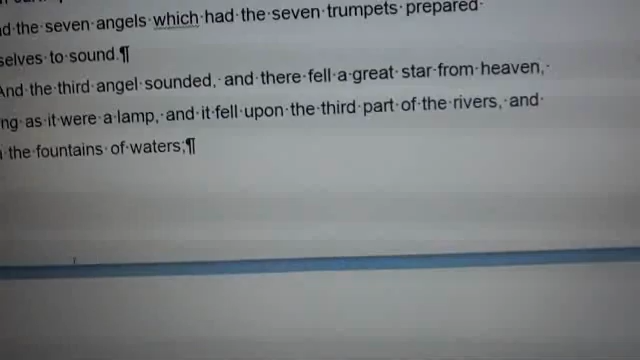 d the seven angels which had the seven trumpets prepared
selves to sound.¶
And the third angel sounded, and there fell a great star from heaven,
ng as it were a lamp, and it fell upon the third part of the rivers, and
the fountains of waters;¶